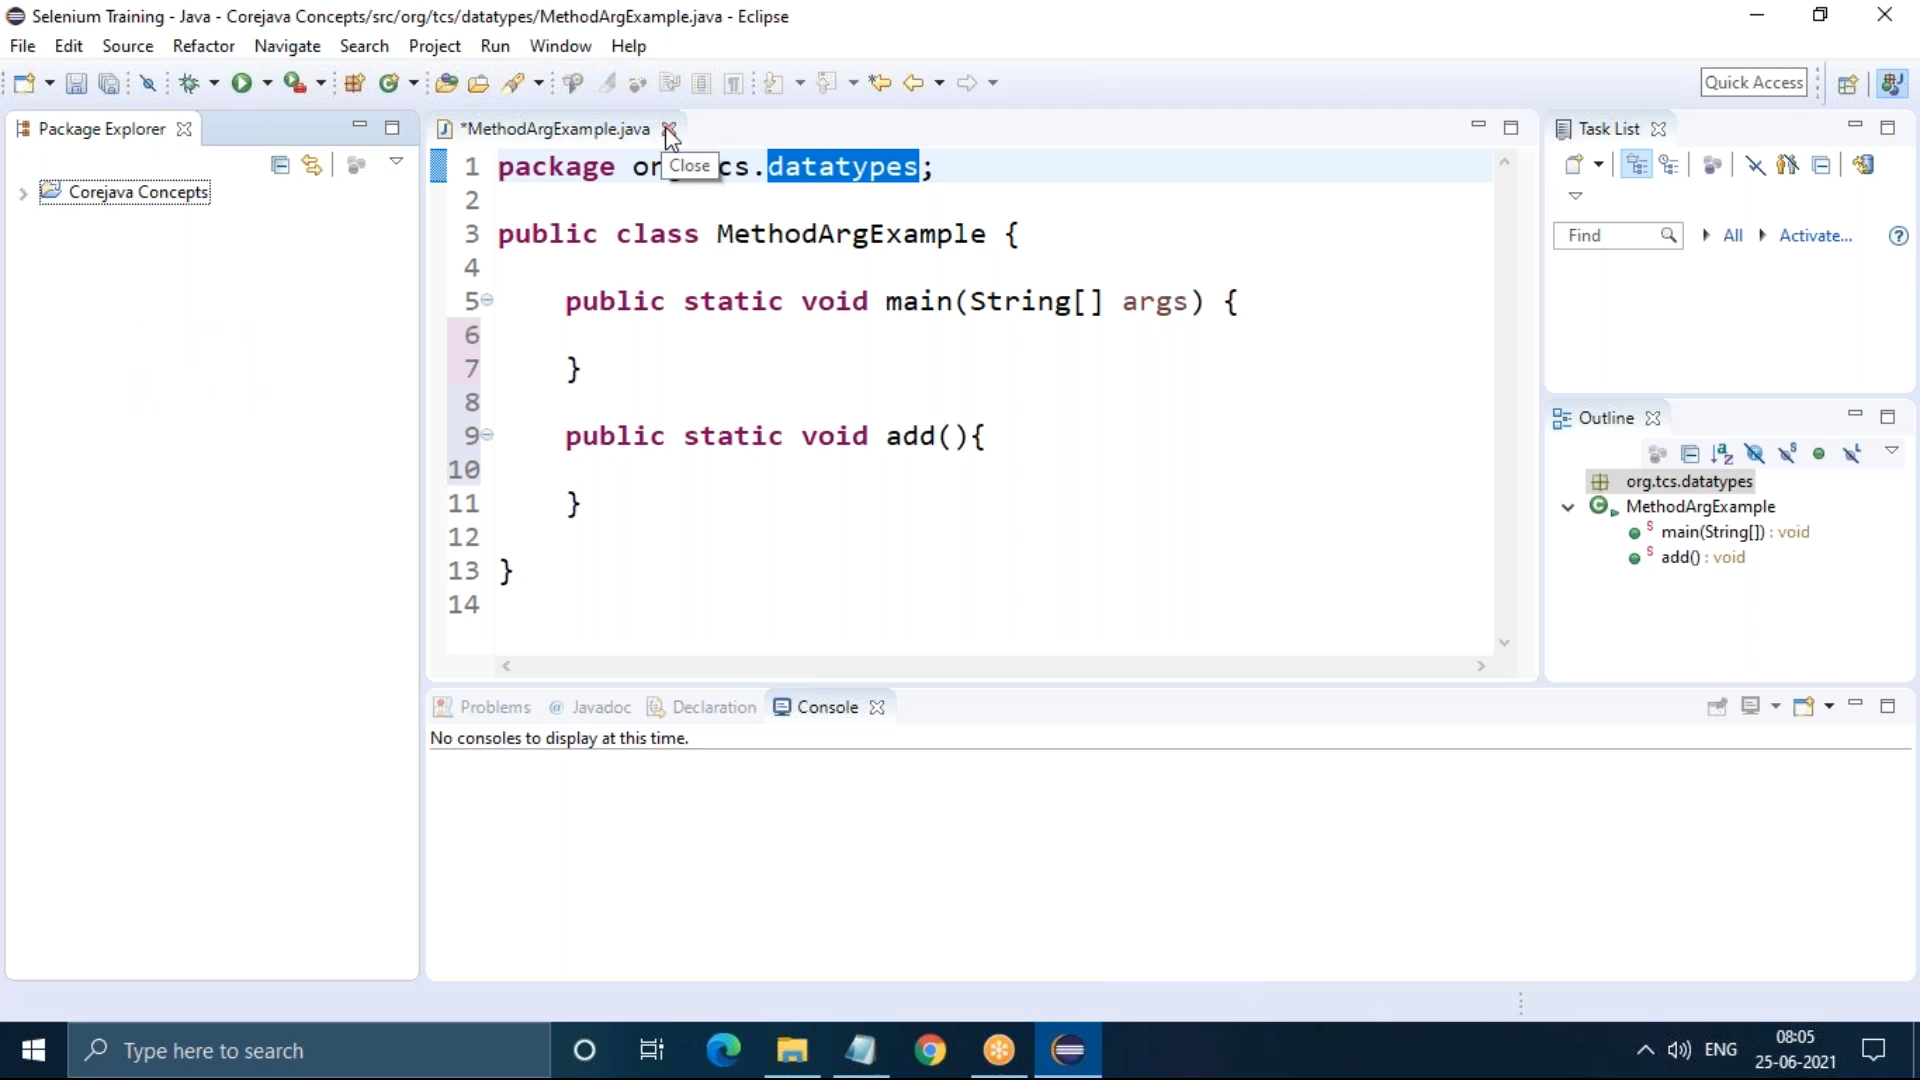 Selenium Training - Java - Corejava Concepts/src/org/tcs/datatypes/MethodArgExample.java - Eclipse
File Edit Source Refactor Navigate Search Project Run Window Help
Quick Access
Package Explorer
Corejava Concepts
*MethodArgExample.java
Close
1 package or cs.datatypes;
2
3 public class MethodArgExample {
4
5 public static void main(String[] args) {
6
7 }
8
9 public static void add(){
10
11 }
12
13 }
14
Task List
Find All Activate...
Outline
org.tcs.datatypes
MethodArgExample
main(String[]) : void
add() : void
Problems @ Javadoc Declaration Console
No consoles to display at this time.
Type here to search
ENG
08:05
25-06-2021